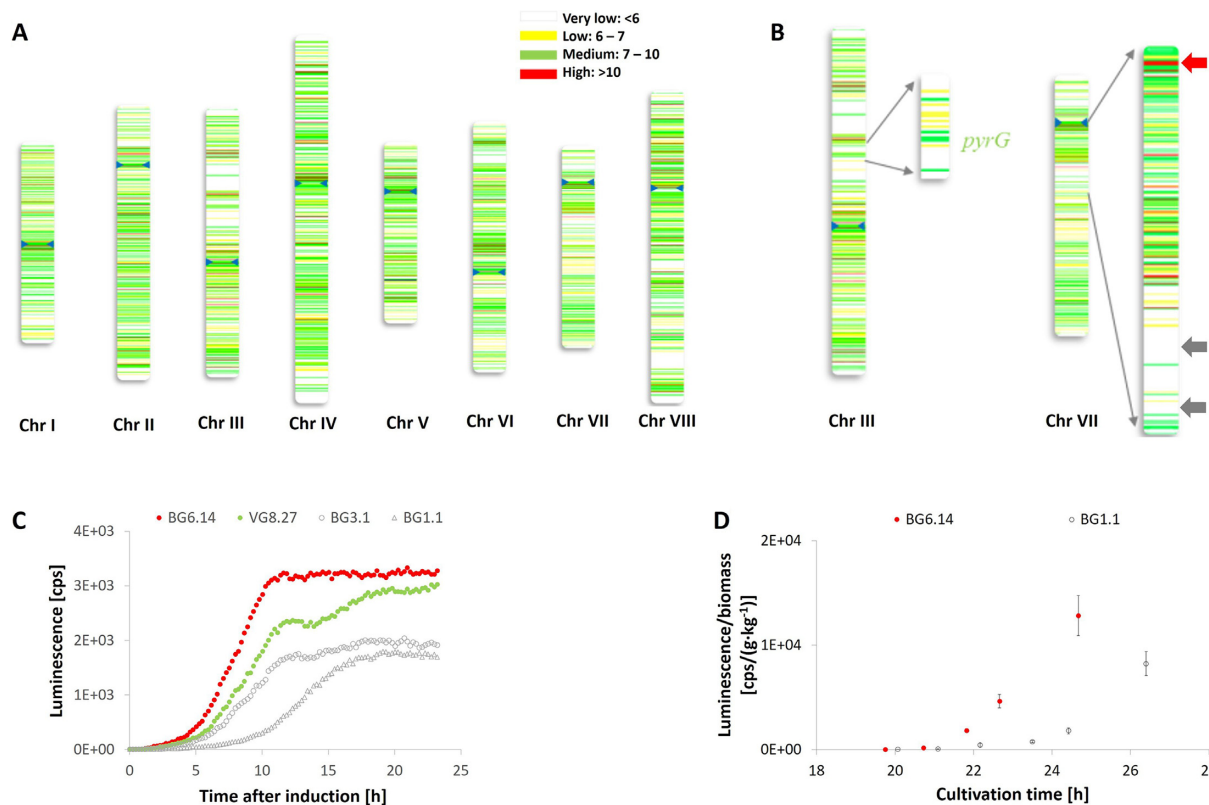 A
Very low: <6
Low: 6 – 7
Medium: 7 – 10
High: >10
Chr I
Chr II
Chr III
Chr IV
Chr V
Chr VI
Chr VII
Chr VIII
B
pyrG
Chr III
Chr VII
C
BG6.14
VG8.27
BG3.1
BG1.1
Luminescence [cps]
4E+03
3E+03
2E+03
1E+03
0E+00
0
5
10
15
20
25
Time after induction [h]
D
BG6.14
BG1.1
Luminescence/biomass
[cps/(g·kg⁻¹)]
2E+04
1E+04
0E+00
18
20
22
24
26
2
Cultivation time [h]